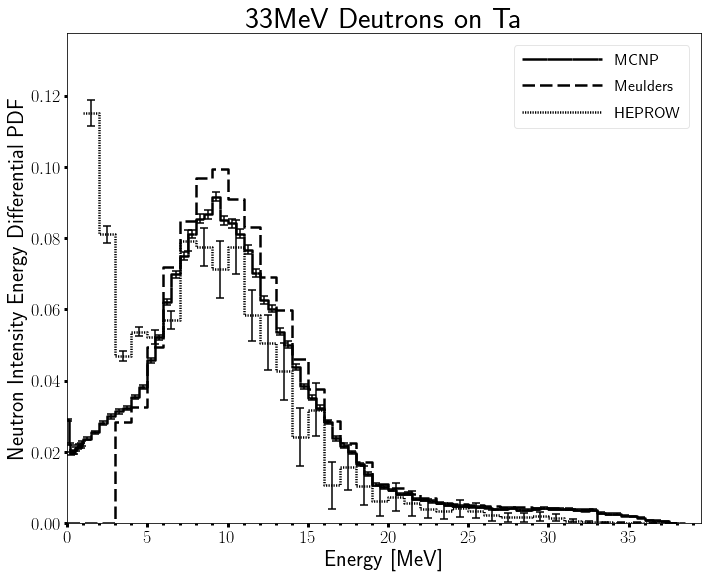 33MeV Deutrons on Ta
MCNP
Meulders
HEPROW
Neutron Intensity Energy Differential PDF
0.12
0.10
0.08
0.06
0.04
0.02
0.00
0 5 10 15 20 25 30 35
Energy [MeV]